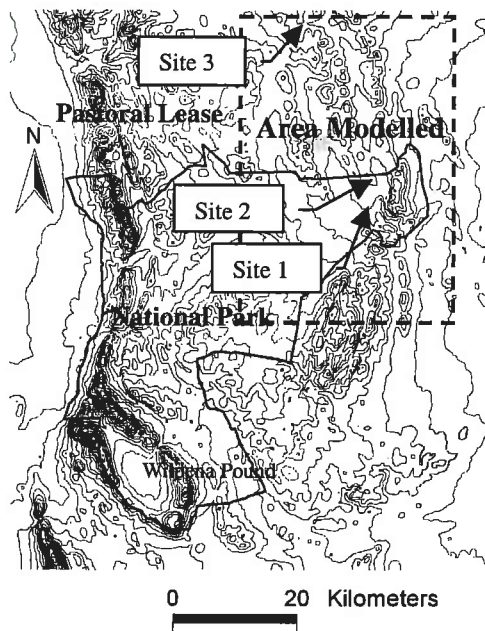 Site 3
Pastoral Lease
Area Modelled
N
Site 2
Site 1
National Park
Wilpena Pound
0 20 Kilometers